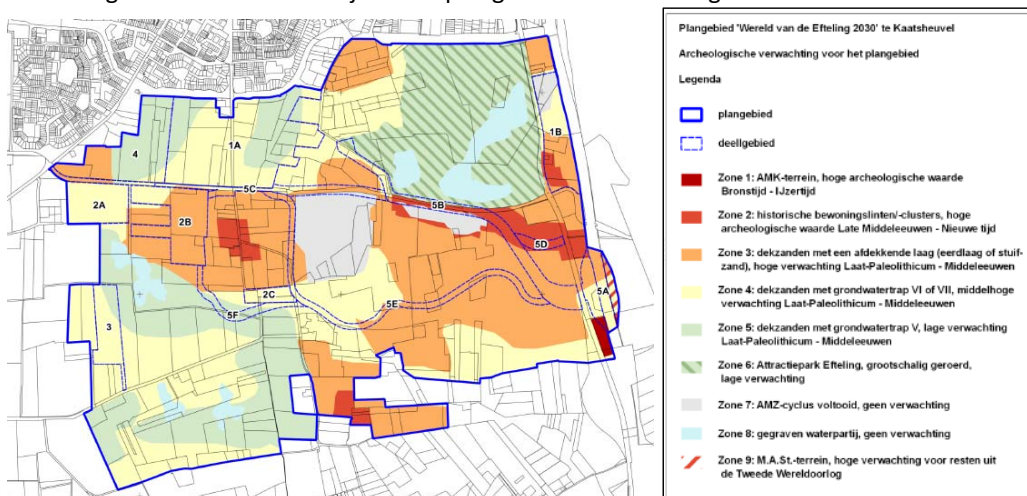 Plangebied 'Wereld van de Efteling 2030' te Kaatsheuvel
Archeologische verwachting voor het plangebied
Legenda
plangebied
deellgebied
Zone 1: AMK-terrein, hoge archeologische waarde
Bronstijd - IJzertijd
Zone 2: historische bewoningslinten/-clusters, hoge
archeologische waarde Late Middeleeuwen - Nieuwe tijd
Zone 3: dekzanden met een afdekkende laag (eerdlaag of stuif-
zand), hoge verwachting Laat-Paleolithicum - Middeleeuwen
Zone 4: dekzanden met grondwatertrap VI of VII, middelhoge
verwachting Laat-Paleolithicum - Middeleeuwen
Zone 5: dekzanden met grondwatertrap V, lage verwachting
Laat-Paleolithicum - Middeleeuwen
Zone 6: Attractiepark Efteling, grootschalig geroerd,
lage verwachting
Zone 7: AMZ-cyclus voltooid, geen verwachting
Zone 8: gegraven waterpartij, geen verwachting
Zone 9: M.A.St.-terrein, hoge verwachting voor resten uit
de Tweede Wereldoorlog
1B
4
1A
5C
2A
5B
2B
5D
2C
5A
5E
5F
3